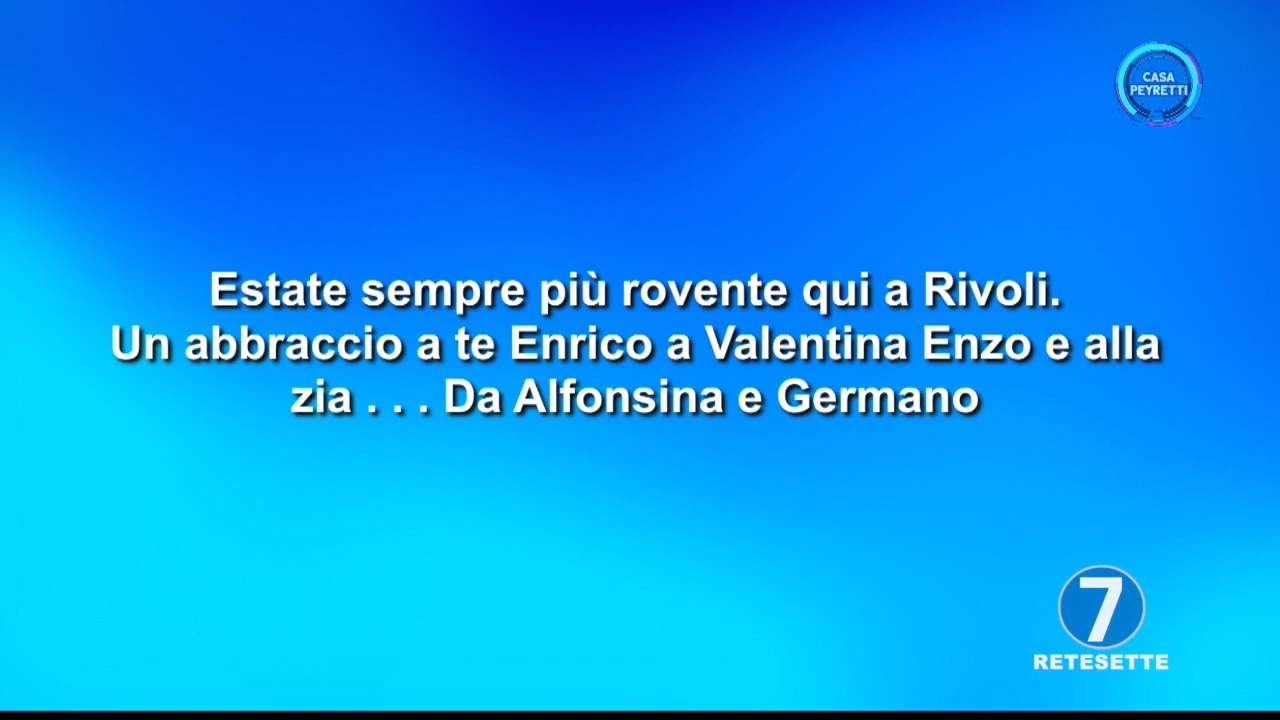 CASA
PEYRETTI
Estate sempre più rovente qui a Rivoli.
Un abbraccio a te Enrico a Valentina Enzo e alla
zia . . . Da Alfonsina e Germano
7
RETESETTE